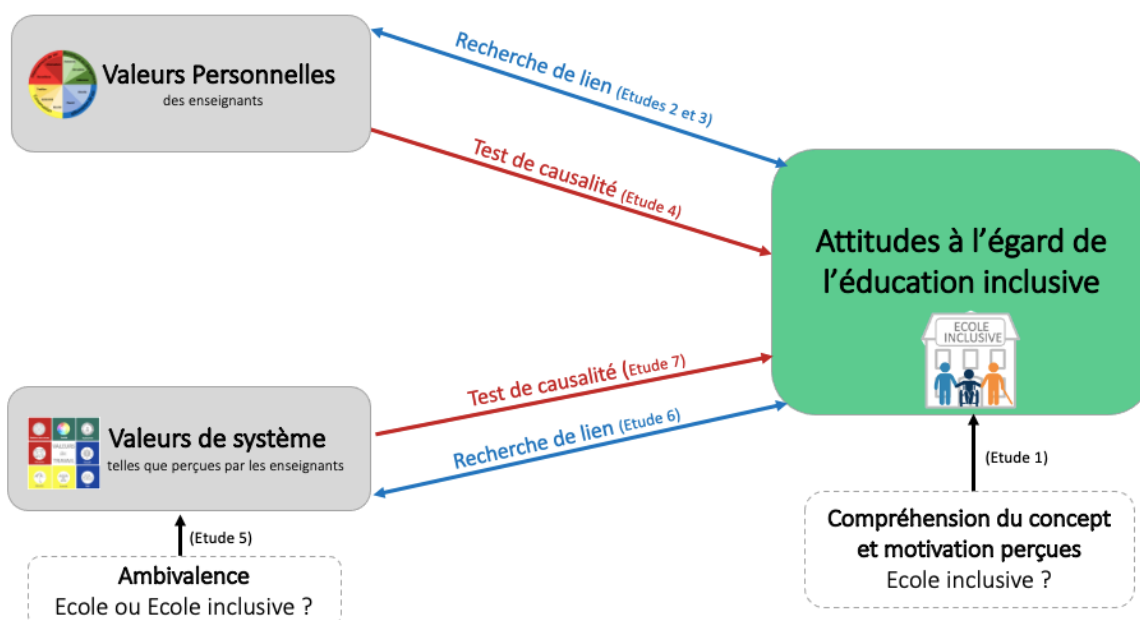 Valeurs Personnelles
des enseignants
Recherche de lien (Etudes 2 et 3)
Test de causalité (Etude 4)
Attitudes à l'égard de
l'éducation inclusive
ECOLE
INCLUSIVE
Test de causalité (Etude 7)
Recherche de lien (Etude 6)
Valeurs de système
telles que perçues par les enseignants
(Etude 5)
Ambivalence
Ecole ou Ecole inclusive ?
(Etude 1)
Compréhension du concept
et motivation perçues
Ecole inclusive ?